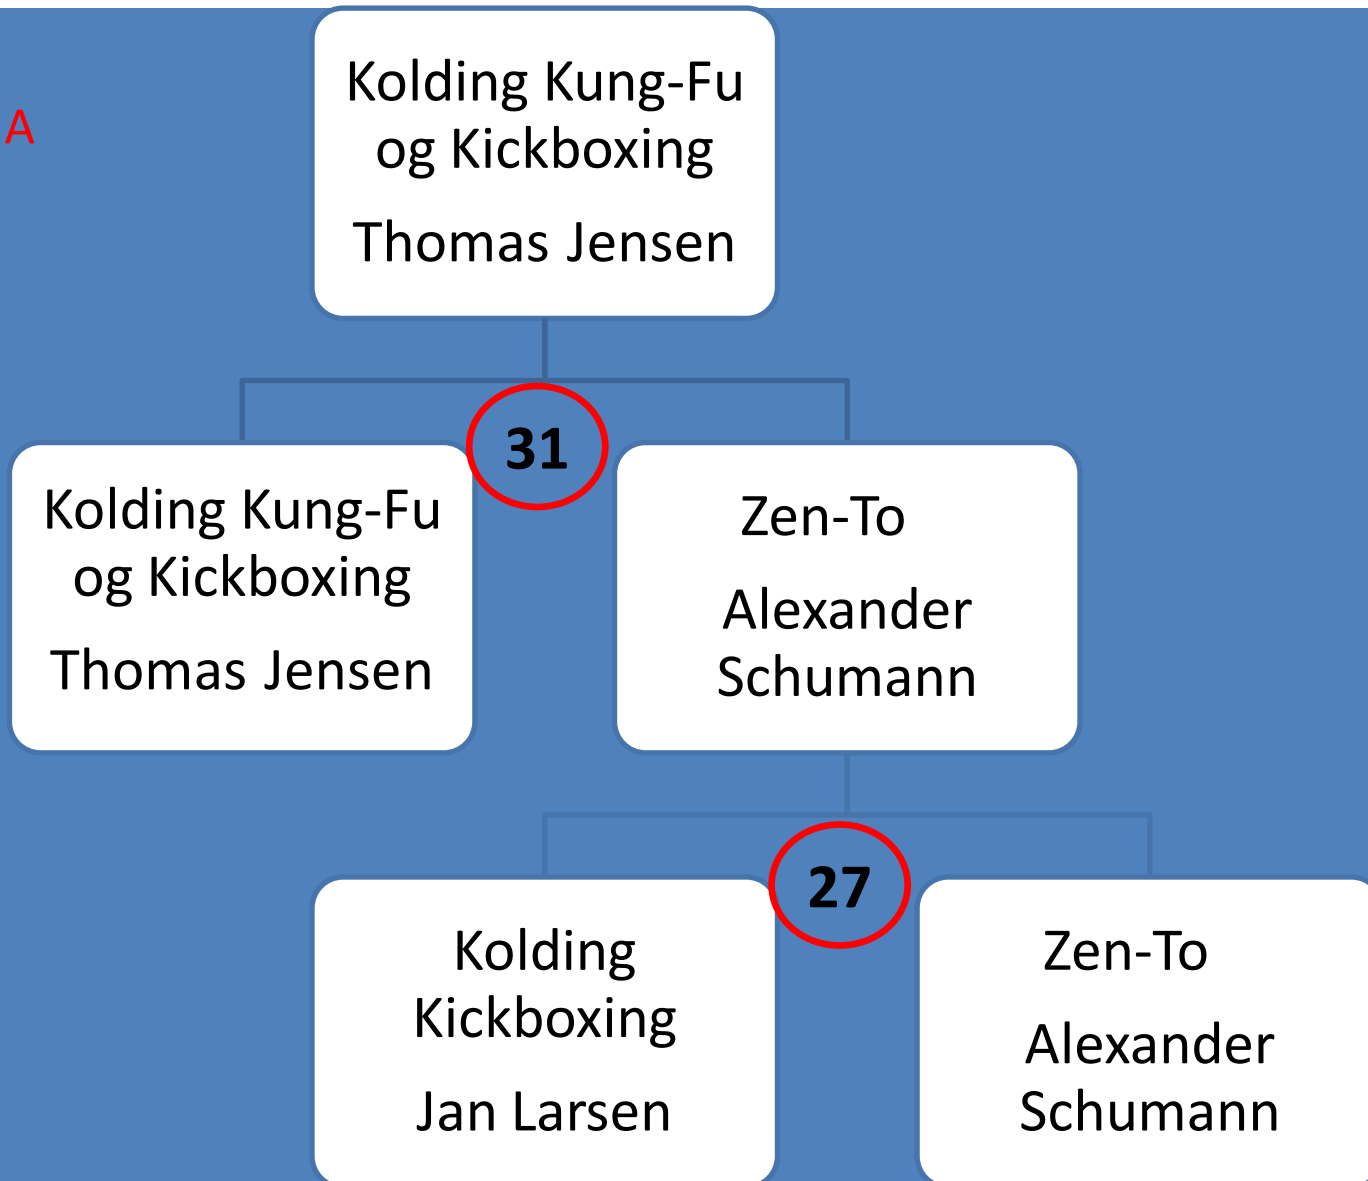 A
Kolding Kung-Fu
og Kickboxing
Thomas Jensen
31
Kolding Kung-Fu
og Kickboxing
Thomas Jensen
Zen-To
Alexander
Schumann
27
Kolding
Kickboxing
Jan Larsen
Zen-To
Alexander
Schumann